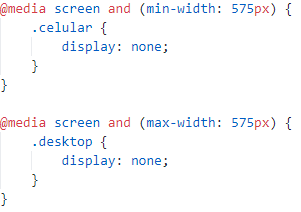 @media screen and (min-width: 575px) {
    .celular {
        display: none;
    }
}

@media screen and (max-width: 575px) {
    .desktop {
        display: none;
    }
}